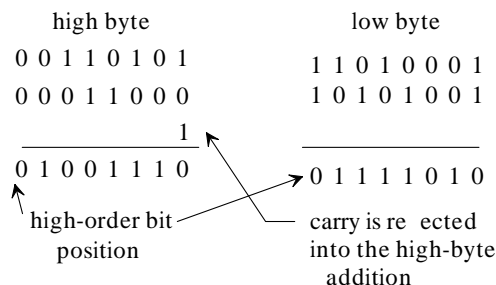 high byte
0 0 1 1 0 1 0 1
0 0 0 1 1 0 0 0
1
0 1 0 0 1 1 1 0
high-order bit
position
low byte
1 1 0 1 0 0 0 1
1 0 1 0 1 0 0 1
0 1 1 1 1 0 1 0
carry is re ected
into the high-byte
addition